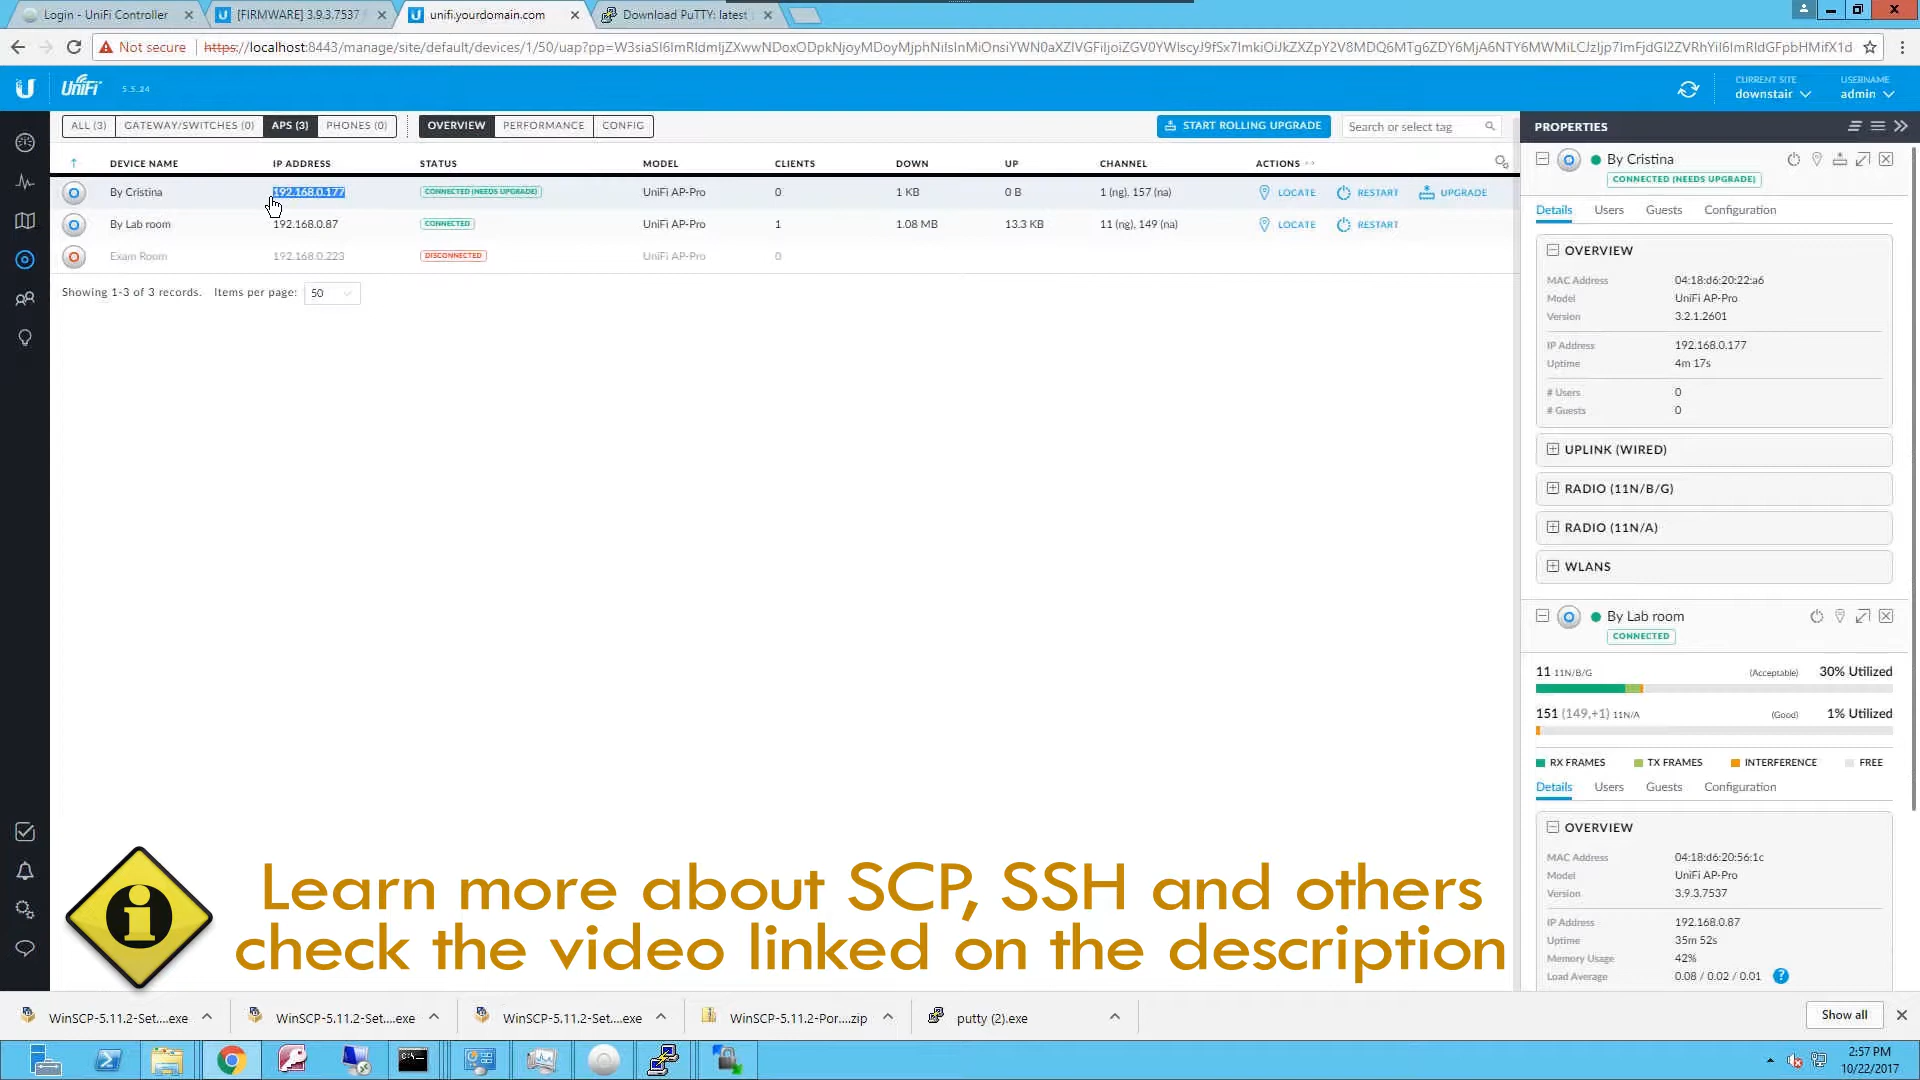 Login - UniFi Controller
[FIRMWARE] 3.9.3.7537
unifi.yourdomain.com
Download PuTTY: latest
Not secure
https://localhost:8443/manage/site/default/devices/1/50/uap?pp=
UniFi
5.5.24
CURRENT SITE
downstair
USERNAME
admin
ALL (3)
GATEWAY/SWITCHES (0)
APS (3)
PHONES (0)
OVERVIEW
PERFORMANCE
CONFIG
START ROLLING UPGRADE
Search or select tag
DEVICE NAME IP ADDRESS STATUS MODEL CLIENTS DOWN UP CHANNEL ACTIONS
By Cristina 192.168.0.177 CONNECTED (NEEDS UPGRADE) UniFi AP-Pro 0 1 KB 0 B 1 (ng), 157 (na) LOCATE RESTART UPGRADE
By Lab room 192.168.0.87 CONNECTED UniFi AP-Pro 1 1.08 MB 13.3 KB 11 (ng), 149 (na) LOCATE RESTART
Exam Room 192.168.0.223 DISCONNECTED UniFi AP-Pro 0
Showing 1-3 of 3 records. Items per page: 50
PROPERTIES
By Cristina
CONNECTED (NEEDS UPGRADE)
Details Users Guests Configuration
OVERVIEW
MAC Address 04:18:d6:20:22:a6
Model UniFi AP-Pro
Version 3.2.1.2601
IP Address 192.168.0.177
Uptime 4m 17s
# Users 0
# Guests 0
UPLINK (WIRED)
RADIO (11N/B/G)
RADIO (11N/A)
WLANS
By Lab room
CONNECTED
11 11N/B/G (Acceptable) 30% Utilized
151 (149,+1) 11N/A (Good) 1% Utilized
RX FRAMES TX FRAMES INTERFERENCE FREE
Details Users Guests Configuration
OVERVIEW
MAC Address 04:18:d6:20:56:1c
Model UniFi AP-Pro
Version 3.9.3.7537
IP Address 192.168.0.87
Uptime 35m 52s
Memory Usage 42%
Load Average 0.08 / 0.02 / 0.01
Learn more about SCP, SSH and others
check the video linked on the description
WinSCP-5.11.2-Set....exe
WinSCP-5.11.2-Set....exe
WinSCP-5.11.2-Set....exe
WinSCP-5.11.2-Por....zip
putty (2).exe
Show all
2:57 PM
10/22/2017